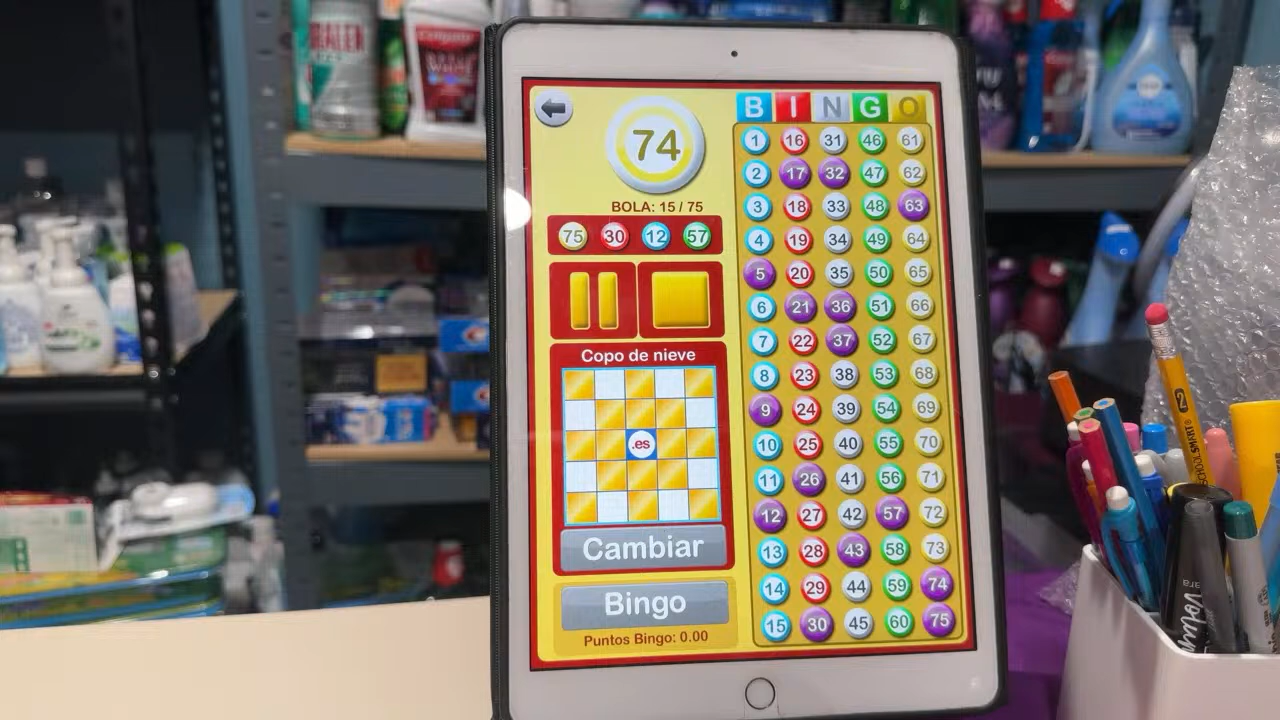 74
BOLA: 15 / 75
75 30 12 57
Copo de nieve
.es
Cambiar
Bingo
Puntos Bingo: 0.00
B I N G O
1 16 31 46 61
2 17 32 47 62
3 18 33 48 63
4 19 34 49 64
5 20 35 50 65
6 21 36 51 66
7 22 37 52 67
8 23 38 53 68
9 24 39 54 69
10 25 40 55 70
11 26 41 56 71
12 27 42 57 72
13 28 43 58 73
14 29 44 59 74
15 30 45 60 75
2